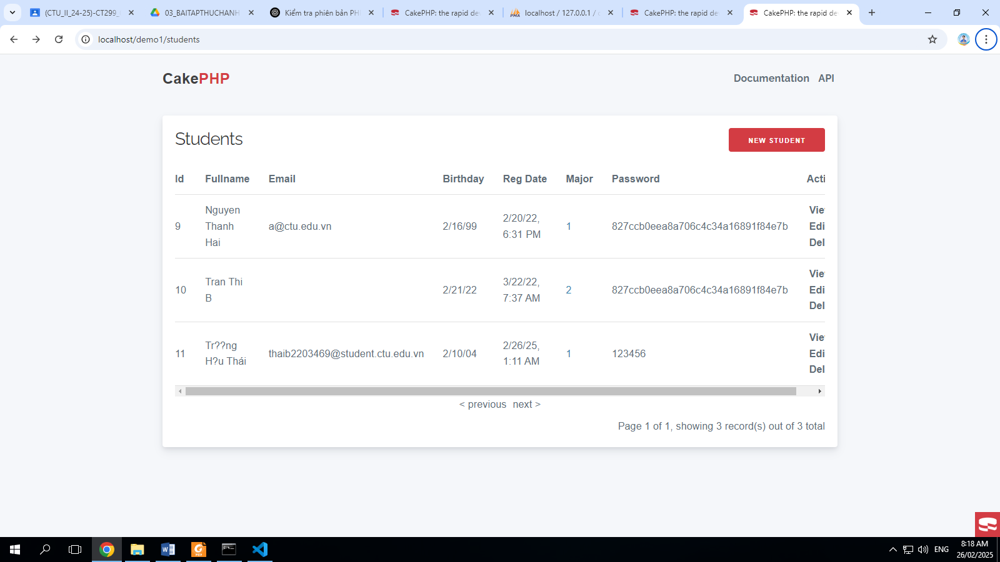 (CTU_II_24-25)-CT299_
03_BAITAPTHUCHANH
Kiểm tra phiên bản PH
CakePHP: the rapid de
localhost / 127.0.0.1 /
CakePHP: the rapid de
CakePHP: the rapid de
localhost/demo1/students
CakePHP
Documentation API
Students
NEW STUDENT
Id Fullname Email Birthday Reg Date Major Password Acti
9 Nguyen Thanh Hai a@ctu.edu.vn 2/16/99 2/20/22, 6:31 PM 1 827ccb0eea8a706c4c34a16891f84e7b
Vie
Edi
Del
10 Tran Thi B 2/21/22 3/22/22, 7:37 AM 2 827ccb0eea8a706c4c34a16891f84e7b
Vie
Edi
Del
11 Tr??ng H?u Thái thaib2203469@student.ctu.edu.vn 2/10/04 2/26/25, 1:11 AM 1 123456
Vie
Edi
Del
< previous next >
Page 1 of 1, showing 3 record(s) out of 3 total
ENG
8:18 AM
26/02/2025